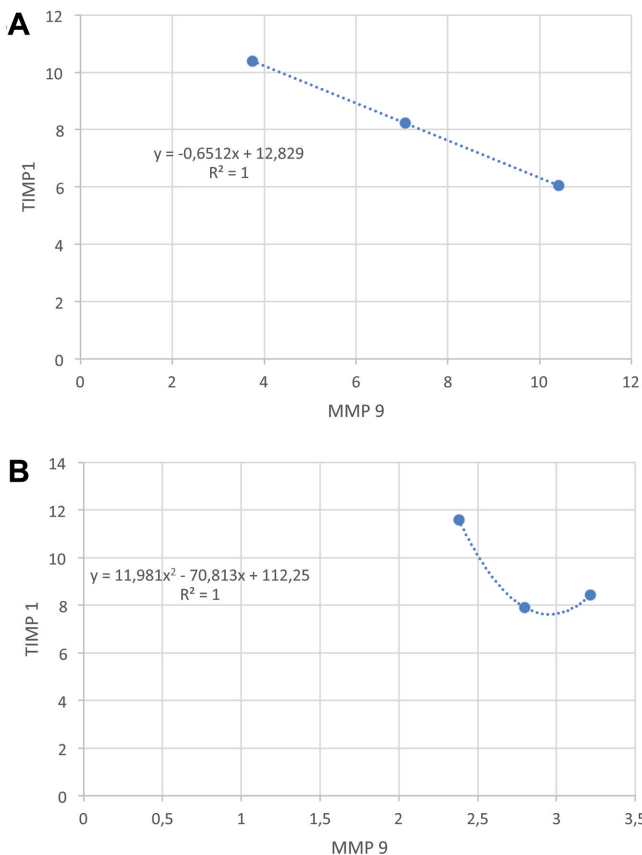 A
12
10
8
6
4
2
0
TIMP1
y = -0,6512x + 12,829
R² = 1
0 2 4 6 8 10 12
MMP 9
B
14
12
10
8
6
4
2
0
TIMP 1
y = 11,981x² - 70,813x + 112,25
R² = 1
0 0,5 1 1,5 2 2,5 3 3,5
MMP 9